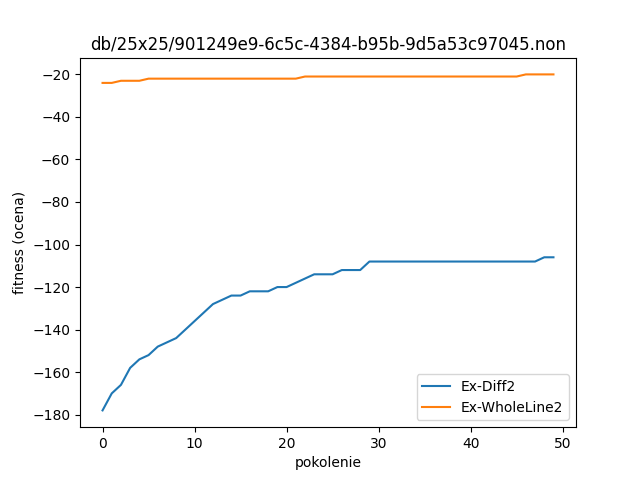 db/25x25/901249e9-6c5c-4384-b95b-9d5a53c97045.non
fitness (ocena)
−20
−40
−60
−80
−100
−120
−140
−160
−180
Ex-Diff2
Ex-WholeLine2
0 10 20 30 40 50
pokolenie